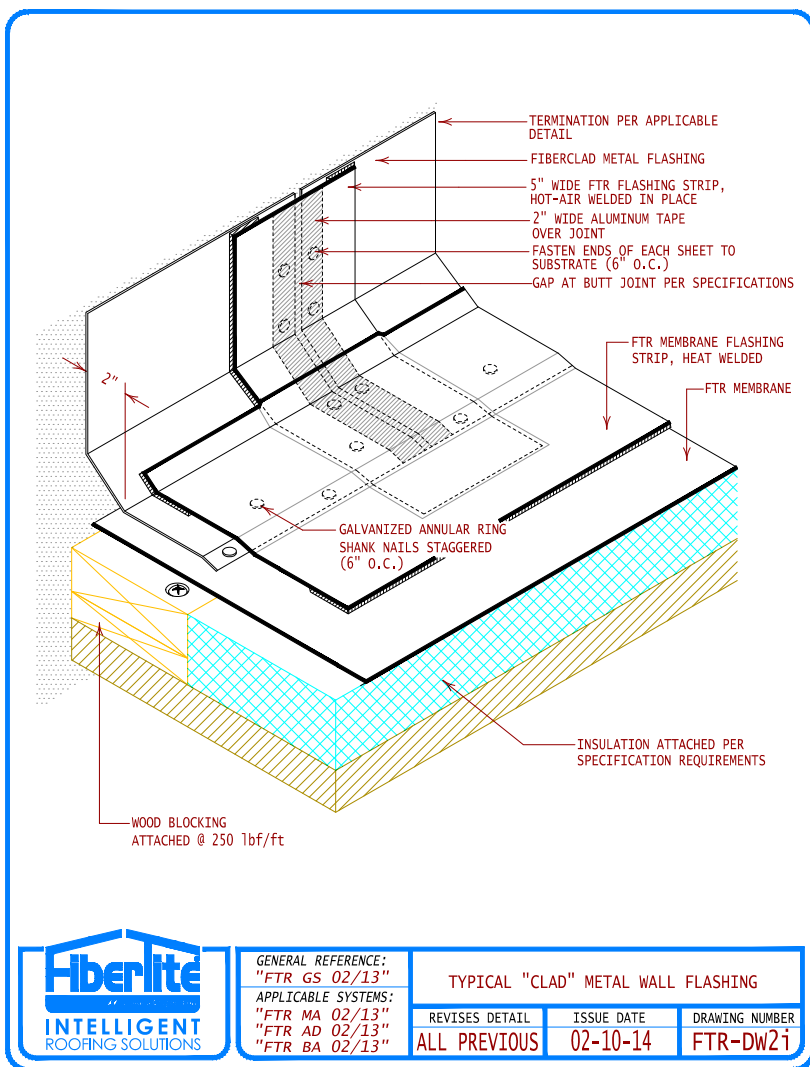 TERMINATION PER APPLICABLE
DETAIL
FIBERCLAD METAL FLASHING
5" WIDE FTR FLASHING STRIP,
HOT-AIR WELDED IN PLACE
2" WIDE ALUMINUM TAPE
OVER JOINT
FASTEN ENDS OF EACH SHEET TO
SUBSTRATE (6" O.C.)
GAP AT BUTT JOINT PER SPECIFICATIONS
FTR MEMBRANE FLASHING
STRIP, HEAT WELDED
FTR MEMBRANE
2"
GALVANIZED ANNULAR RING
SHANK NAILS STAGGERED
(6" O.C.)
INSULATION ATTACHED PER
SPECIFICATION REQUIREMENTS
WOOD BLOCKING
ATTACHED @ 250 lbf/ft
FiberTite
INTELLIGENT
ROOFING SOLUTIONS
GENERAL REFERENCE:
"FTR GS 02/13"
APPLICABLE SYSTEMS:
"FTR MA 02/13"
"FTR AD 02/13"
"FTR BA 02/13"
TYPICAL "CLAD" METAL WALL FLASHING
REVISES DETAIL
ALL PREVIOUS
ISSUE DATE
02-10-14
DRAWING NUMBER
FTR-DW2i